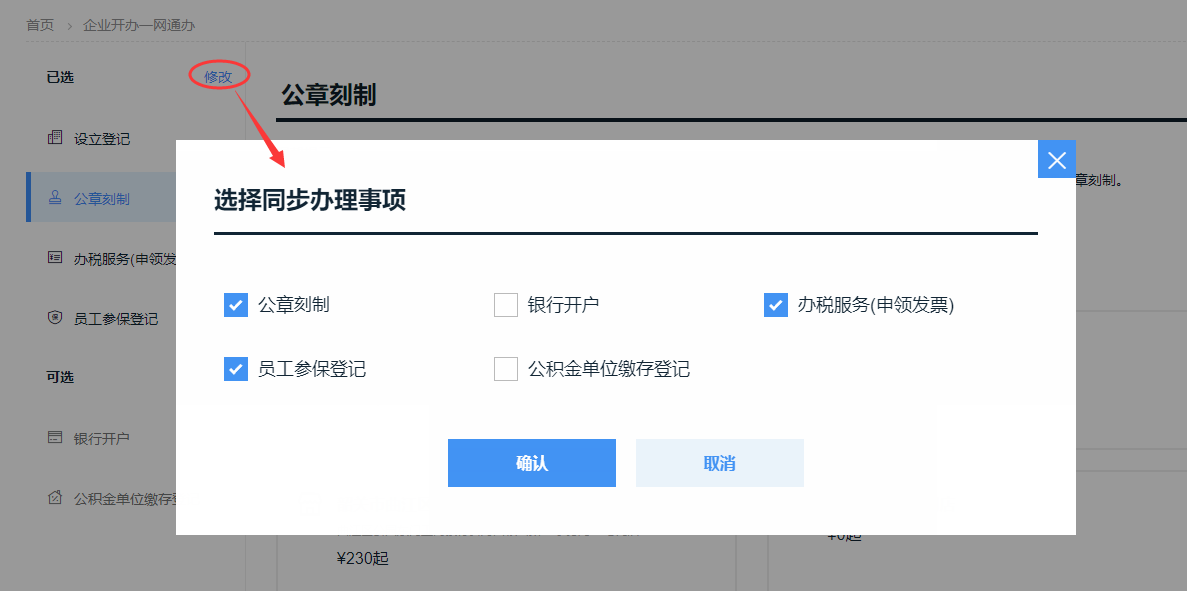 首页 > 企业开办一网通办
已选 修改
公章刻制
设立登记
章刻制。
选择同步办理事项
公章刻制
办税服务(申领发
员工参保登记
公章刻制 银行开户 办税服务(申领发票)
员工参保登记 公积金单位缴存登记
可选
银行开户
确认 取消
公积金单位缴存
¥0起
¥230起